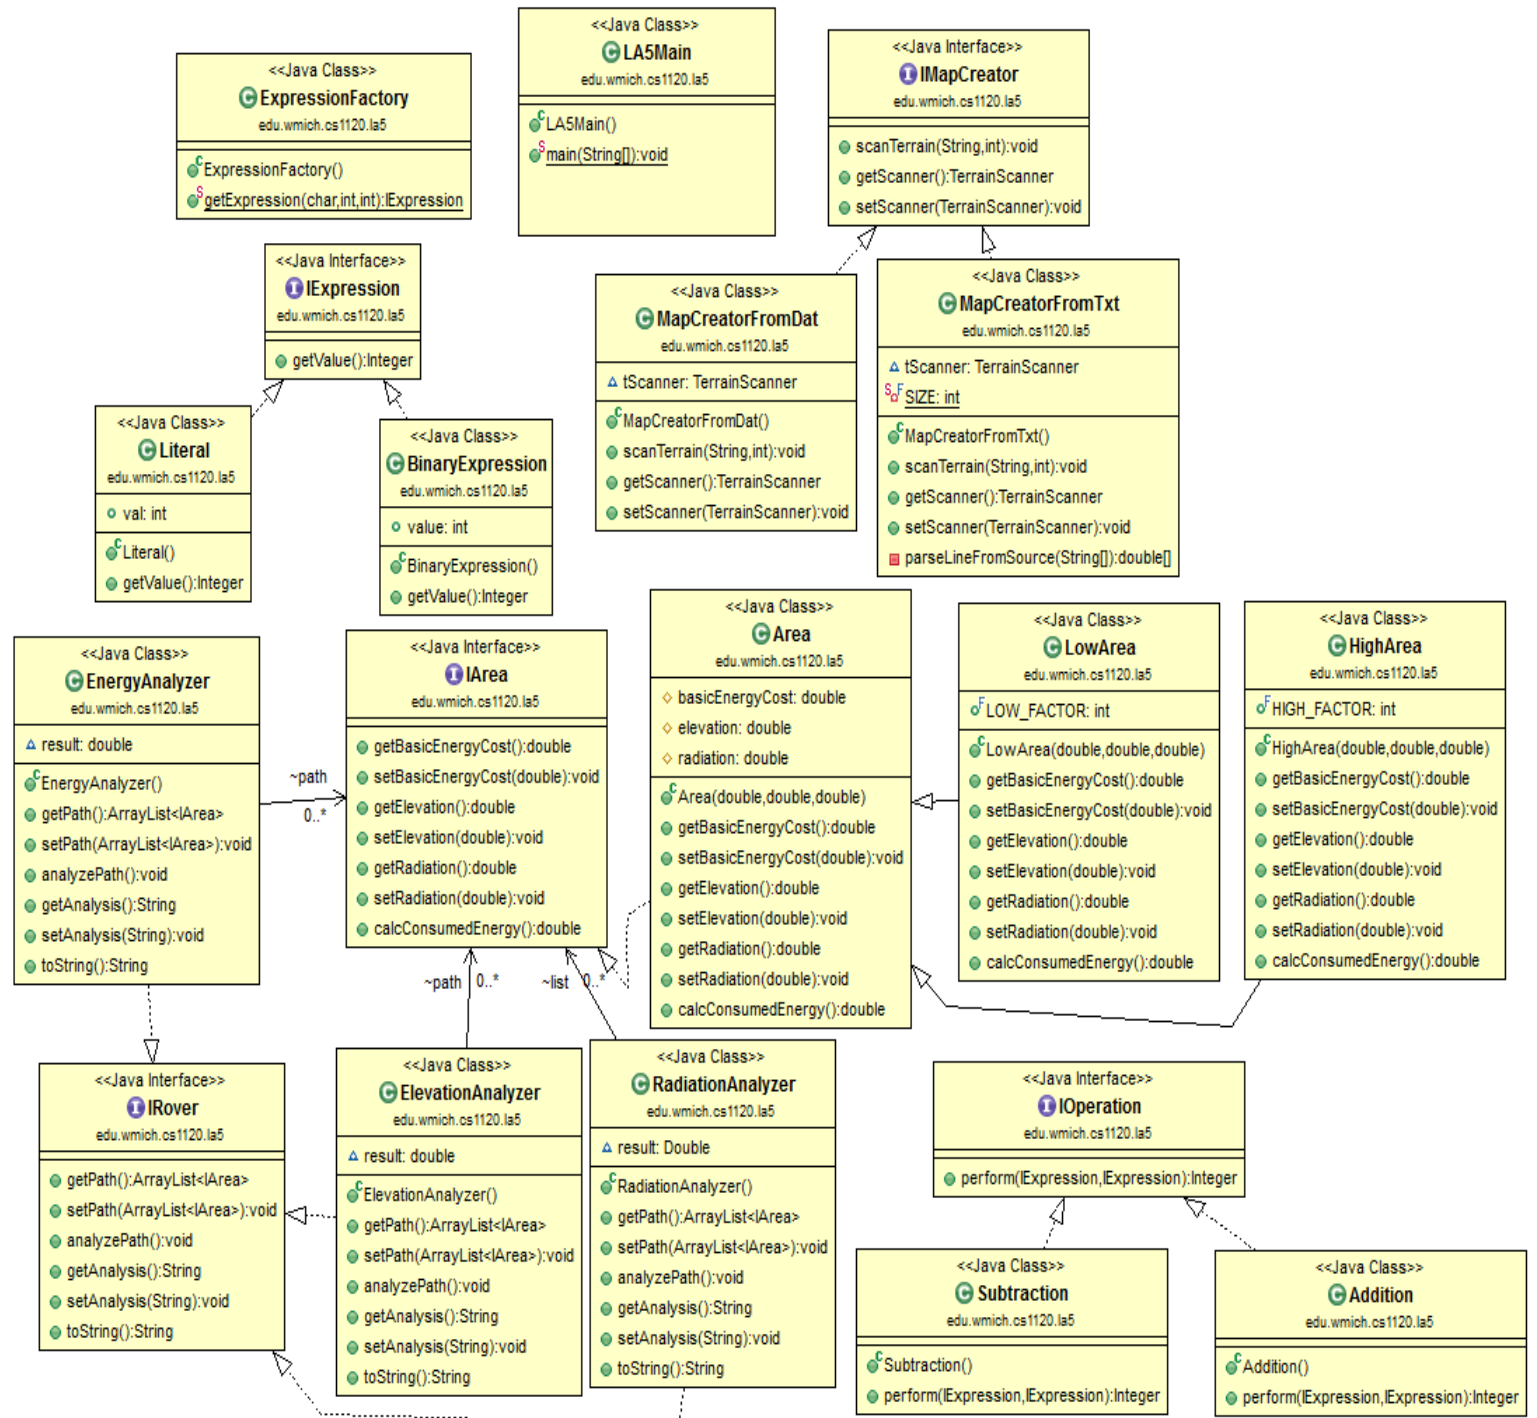 <<Java Class>>
ExpressionFactory
edu.wmich.cs1120.la5
ExpressionFactory()
getExpression(char,int,int):IExpression
<<Java Class>>
LA5Main
edu.wmich.cs1120.la5
LA5Main()
main(String[]):void
<<Java Interface>>
IMapCreator
edu.wmich.cs1120.la5
scanTerrain(String,int):void
getScanner():TerrainScanner
setScanner(TerrainScanner):void
<<Java Interface>>
IExpression
edu.wmich.cs1120.la5
getValue():Integer
<<Java Class>>
MapCreatorFromDat
edu.wmich.cs1120.la5
tScanner: TerrainScanner
MapCreatorFromDat()
scanTerrain(String,int):void
getScanner():TerrainScanner
setScanner(TerrainScanner):void
<<Java Class>>
MapCreatorFromTxt
edu.wmich.cs1120.la5
tScanner: TerrainScanner
SIZE: int
MapCreatorFromTxt()
scanTerrain(String,int):void
getScanner():TerrainScanner
setScanner(TerrainScanner):void
parseLineFromSource(String[]):double[]
<<Java Class>>
Literal
edu.wmich.cs1120.la5
val: int
Literal()
getValue():Integer
<<Java Class>>
BinaryExpression
edu.wmich.cs1120.la5
value: int
BinaryExpression()
getValue():Integer
<<Java Class>>
EnergyAnalyzer
edu.wmich.cs1120.la5
result: double
EnergyAnalyzer()
getPath():ArrayList<IArea>
setPath(ArrayList<IArea>):void
analyzePath():void
getAnalysis():String
setAnalysis(String):void
toString():String
~path
0..*
<<Java Interface>>
IArea
edu.wmich.cs1120.la5
getBasicEnergyCost():double
setBasicEnergyCost(double):void
getElevation():double
setElevation(double):void
getRadiation():double
setRadiation(double):void
calcConsumedEnergy():double
<<Java Class>>
Area
edu.wmich.cs1120.la5
basicEnergyCost: double
elevation: double
radiation: double
Area(double,double,double)
getBasicEnergyCost():double
setBasicEnergyCost(double):void
getElevation():double
setElevation(double):void
getRadiation():double
setRadiation(double):void
calcConsumedEnergy():double
<<Java Class>>
LowArea
edu.wmich.cs1120.la5
LOW_FACTOR: int
LowArea(double,double,double)
getBasicEnergyCost():double
setBasicEnergyCost(double):void
getElevation():double
setElevation(double):void
getRadiation():double
setRadiation(double):void
calcConsumedEnergy():double
<<Java Class>>
HighArea
edu.wmich.cs1120.la5
HIGH_FACTOR: int
HighArea(double,double,double)
getBasicEnergyCost():double
setBasicEnergyCost(double):void
getElevation():double
setElevation(double):void
getRadiation():double
setRadiation(double):void
calcConsumedEnergy():double
~path 0..*
~list 0..*
<<Java Interface>>
IRover
edu.wmich.cs1120.la5
getPath():ArrayList<IArea>
setPath(ArrayList<IArea>):void
analyzePath():void
getAnalysis():String
setAnalysis(String):void
toString():String
<<Java Class>>
ElevationAnalyzer
edu.wmich.cs1120.la5
result: double
ElevationAnalyzer()
getPath():ArrayList<IArea>
setPath(ArrayList<IArea>):void
analyzePath():void
getAnalysis():String
setAnalysis(String):void
toString():String
<<Java Class>>
RadiationAnalyzer
edu.wmich.cs1120.la5
result: Double
RadiationAnalyzer()
getPath():ArrayList<IArea>
setPath(ArrayList<IArea>):void
analyzePath():void
getAnalysis():String
setAnalysis(String):void
toString():String
<<Java Interface>>
IOperation
edu.wmich.cs1120.la5
perform(IExpression,IExpression):Integer
<<Java Class>>
Subtraction
edu.wmich.cs1120.la5
Subtraction()
perform(IExpression,IExpression):Integer
<<Java Class>>
Addition
edu.wmich.cs1120.la5
Addition()
perform(IExpression,IExpression):Integer